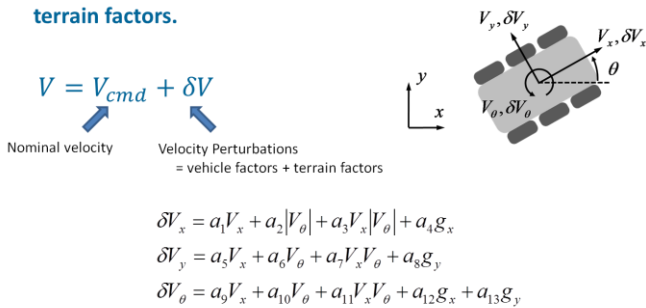 terrain factors.
V = V_cmd + δV
Nominal velocity
Velocity Perturbations
= vehicle factors + terrain factors
V_y, δV_y
V_x, δV_x
θ
V_θ, δV_θ
y
x
δV_x = a_1V_x + a_2|V_θ| + a_3V_x|V_θ| + a_4g_x
δV_y = a_5V_x + a_6V_θ + a_7V_xV_θ + a_8g_y
δV_θ = a_9V_x + a_10V_θ + a_11V_xV_θ + a_12g_x + a_13g_y